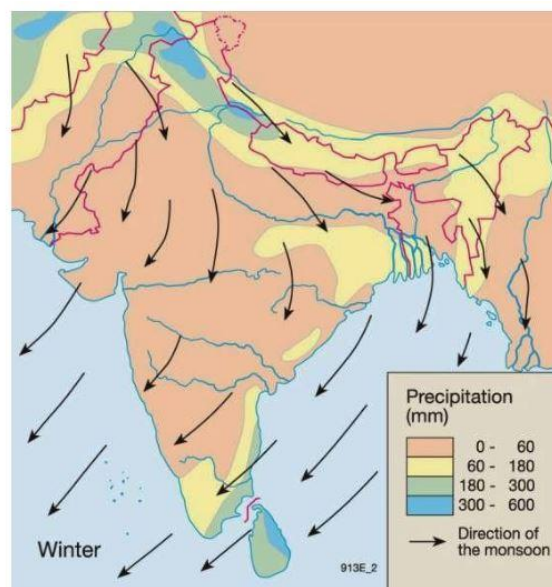 Precipitation
(mm)
0 - 60
60 - 180
180 - 300
300 - 600
Direction of
the monsoon
Winter
913E_2